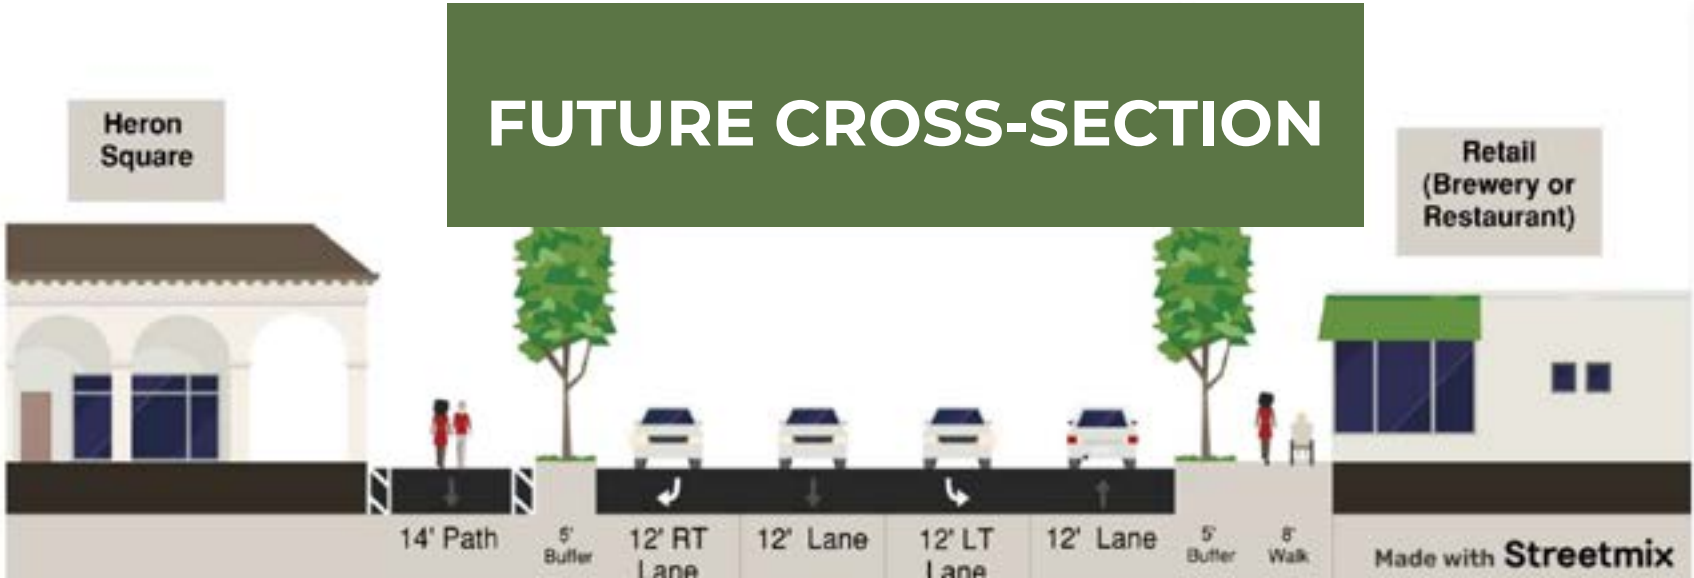 FUTURE CROSS-SECTION
Heron
Square
Retail
(Brewery or
Restaurant)
14' Path
5'
Buffer
12' RT
Lane
12' Lane
12' LT
Lane
12' Lane
5'
Buffer
8'
Walk
Made with Streetmix